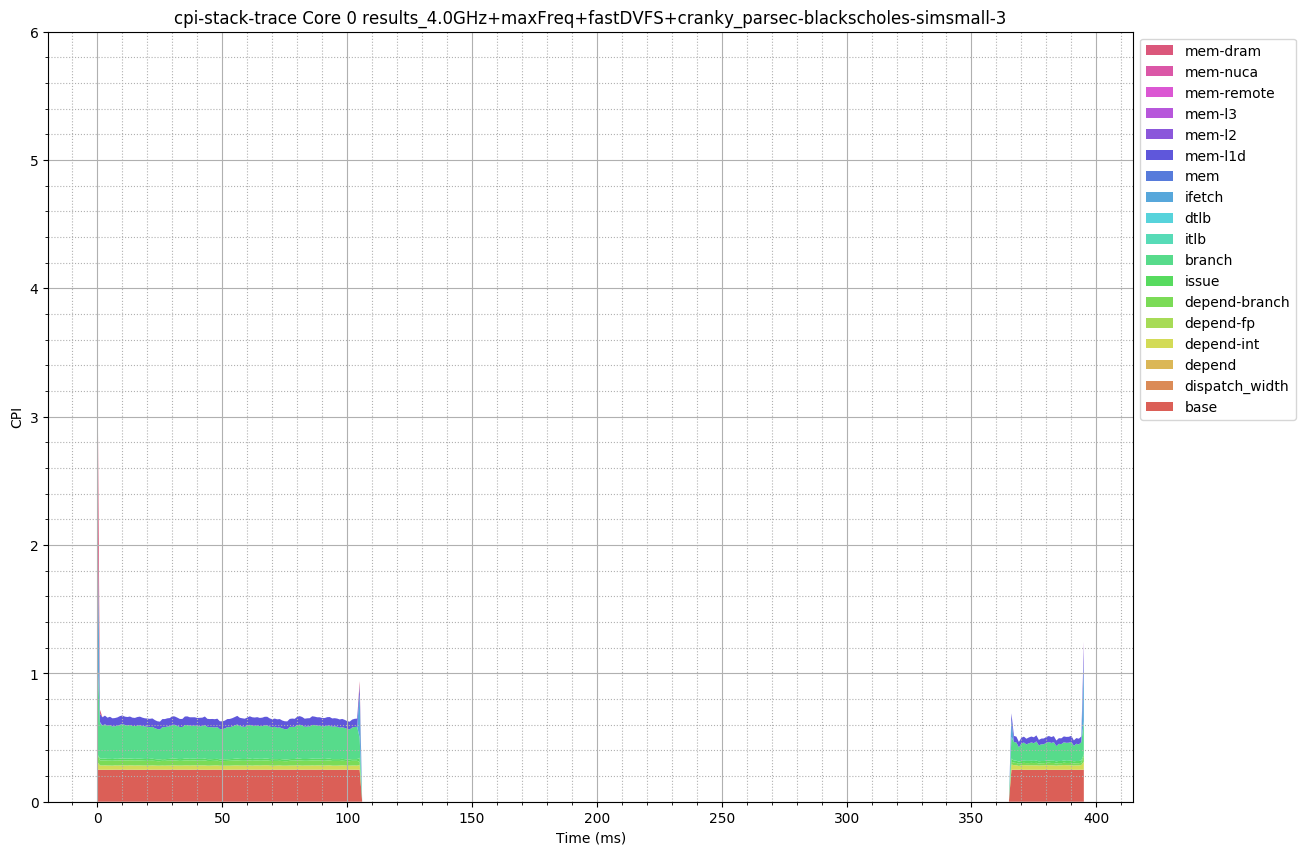 cpi-stack-trace Core 0 results_4.0GHz+maxFreq+fastDVFS+cranky_parsec-blackscholes-simsmall-3
6
5
4
3
2
1
0
CPI
0 50 100 150 200 250 300 350 400
Time (ms)
mem-dram
mem-nuca
mem-remote
mem-l3
mem-l2
mem-l1d
mem
ifetch
dtlb
itlb
branch
issue
depend-branch
depend-fp
depend-int
depend
dispatch_width
base